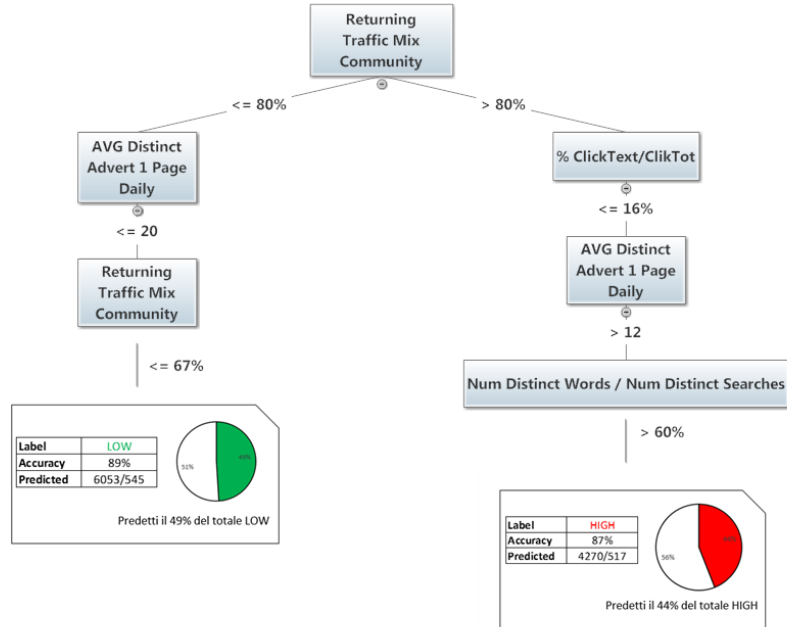 Returning
Traffic Mix
Community
<= 80%
> 80%
AVG Distinct
Advert 1 Page
Daily
% ClickText/ClikTot
<= 20
<= 16%
Returning
Traffic Mix
Community
AVG Distinct
Advert 1 Page
Daily
> 12
<= 67%
Num Distinct Words / Num Distinct Searches
> 60%
Label LOW
Accuracy 89%
Predicted 6053/545
51%
49%
Predetti il 49% del totale LOW
Label HIGH
Accuracy 87%
Predicted 4270/517
56%
Predetti il 44% del totale HIGH